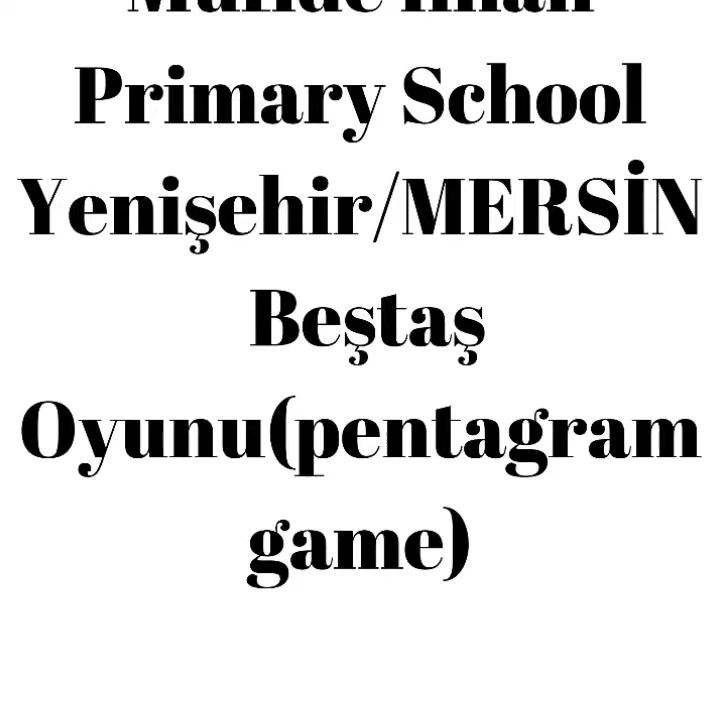 Primary School
Yenişehir/MERSİN
Beştaş
Oyunu(pentagram
game)